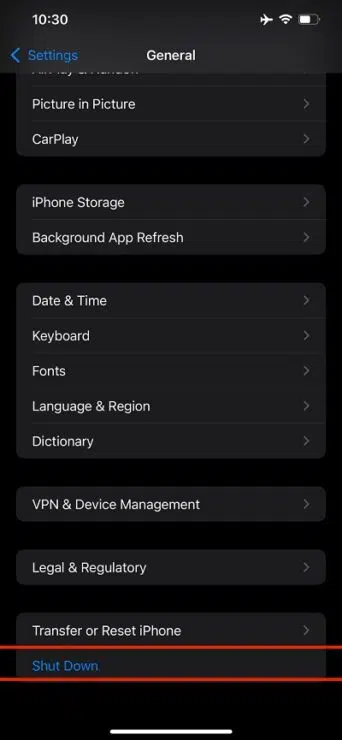 10:30
Settings
General
Picture in Picture
CarPlay
iPhone Storage
Background App Refresh
Date & Time
Keyboard
Fonts
Language & Region
Dictionary
VPN & Device Management
Legal & Regulatory
Transfer or Reset iPhone
Shut Down